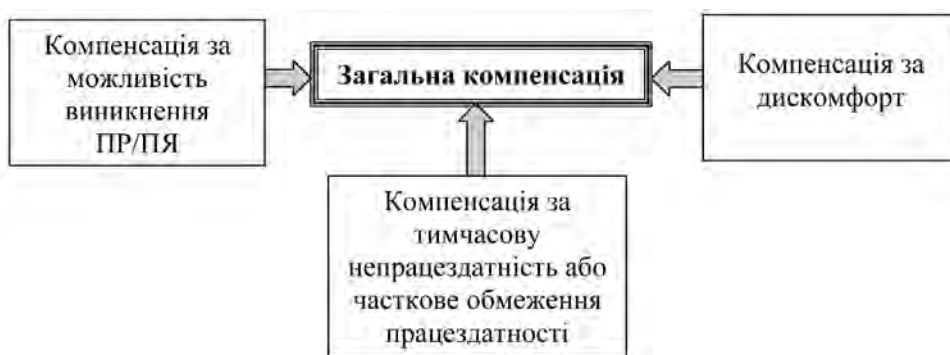 Компенсація за
можливість
виникнення
ПР/ПЯ
Загальна компенсація
Компенсація за
дискомфорт
Компенсація за
тимчасову
непрацездатність або
часткове обмеження
працездатності